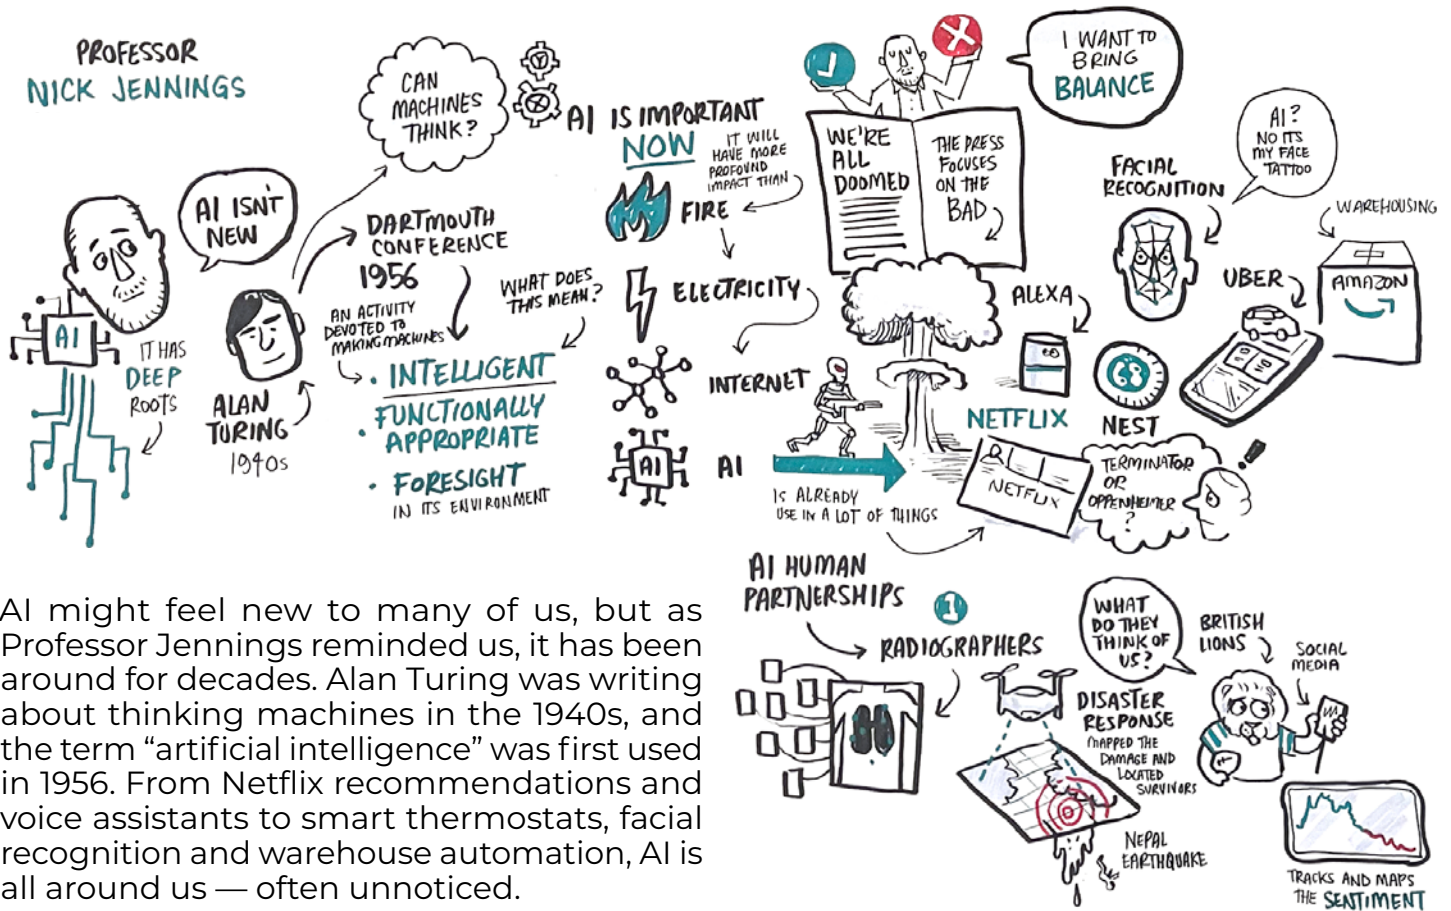 PROFESSOR
NICK JENNINGS
AI ISN'T
NEW
AI
IT HAS
DEEP
ROOTS
ALAN
TURING
1940s
CAN
MACHINES
THINK?
DARTMOUTH
CONFERENCE
1956
AN ACTIVITY
DEVOTED TO
MAKING MACHINES
WHAT DOES
THIS MEAN?
• INTELLIGENT
• FUNCTIONALLY
APPROPRIATE
• FORESIGHT
IN ITS ENVIRONMENT
AI IS IMPORTANT
NOW
IT WILL
HAVE MORE
PROFOUND
IMPACT THAN
FIRE
ELECTRICITY
INTERNET
AI
AI
IS ALREADY
USE IN A LOT OF THINGS
I WANT TO
BRING
BALANCE
WE'RE
ALL
DOOMED
THE PRESS
FOCUSES
ON THE
BAD
ALEXA
FACIAL
RECOGNITION
AI?
NO ITS
MY FACE
TATTOO
WAREHOUSING
AMAZON
UBER
NETFLIX
NETFLIX
NEST
TERMINATOR
OR
OPPENHEIMER
?
!
AI HUMAN
PARTNERSHIPS
1
RADIOGRAPHERS
DISASTER
RESPONSE
MAPPED THE
DAMAGE AND
LOCATED
SURVIVORS
NEPAL
EARTHQUAKE
WHAT
DO THEY
THINK OF
US?
BRITISH
LIONS
SOCIAL
MEDIA
TRACKS AND MAPS
THE SENTIMENT
AI might feel new to many of us, but as
Professor Jennings reminded us, it has been
around for decades. Alan Turing was writing
about thinking machines in the 1940s, and
the term “artificial intelligence” was first used
in 1956. From Netflix recommendations and
voice assistants to smart thermostats, facial
recognition and warehouse automation, AI is
all around us — often unnoticed.